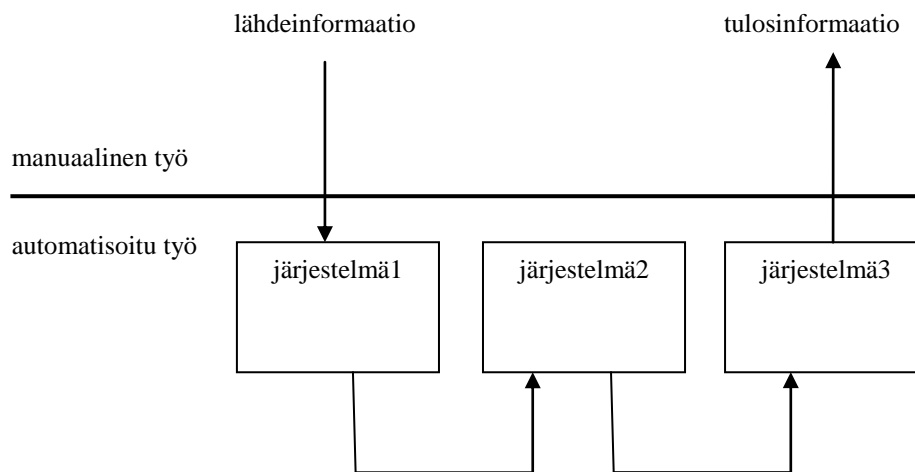 lähdeinformaatio
tulosinformaatio
manuaalinen työ
automatisoitu työ
järjestelmä1
järjestelmä2
järjestelmä3